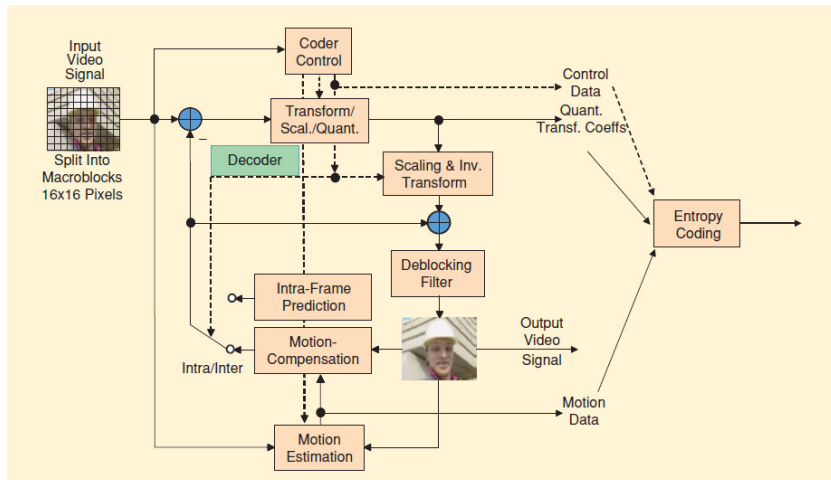 Input
Video
Signal
Split Into
Macroblocks
16x16 Pixels
Coder
Control
Transform/
Scal./Quant.
Decoder
Scaling & Inv.
Transform
Deblocking
Filter
Intra-Frame
Prediction
Motion-
Compensation
Intra/Inter
Motion
Estimation
Output
Video
Signal
Control
Data
Quant.
Transf. Coeffs
Entropy
Coding
Motion
Data